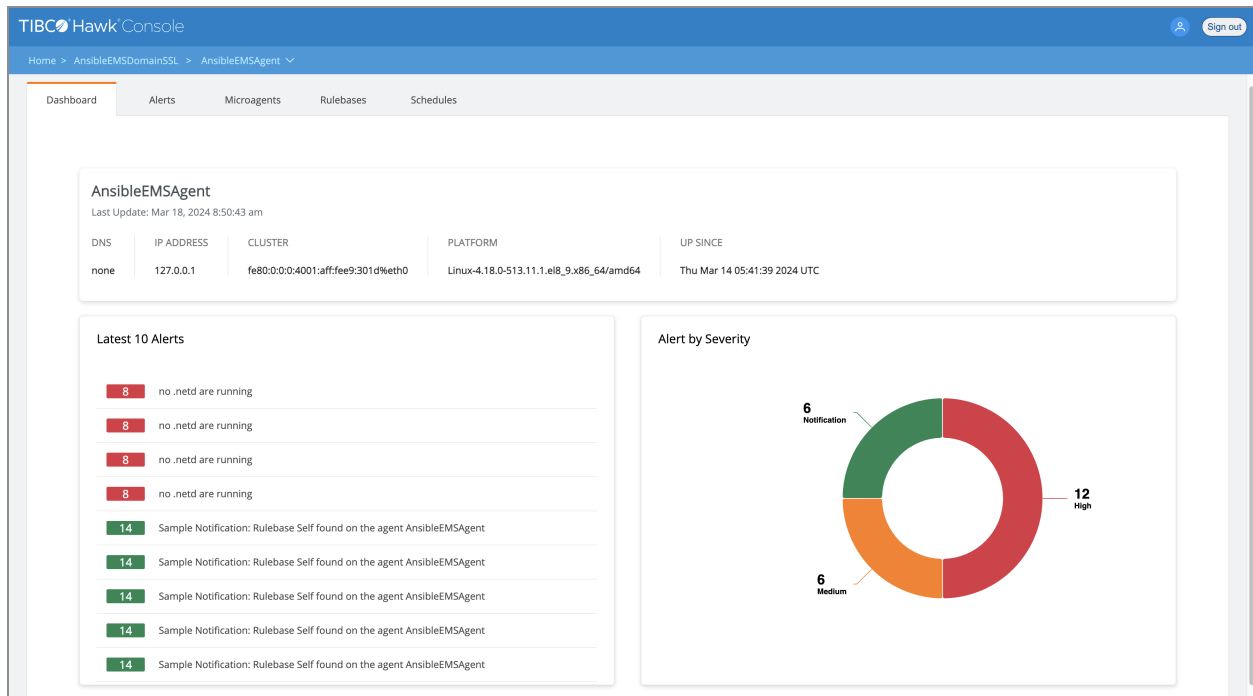 TIBCO® Hawk® Console
Sign out
Home > AnsibleEMSDomainSSL > AnsibleEMSAgent
Dashboard Alerts Microagents Rulebases Schedules
AnsibleEMSAgent
Last Update: Mar 18, 2024 8:50:43 am
DNS IP ADDRESS CLUSTER PLATFORM UP SINCE
none 127.0.0.1 fe80:0:0:0:4001:aff:fee9:301d%eth0 Linux-4.18.0-513.11.1.el8_9.x86_64/amd64 Thu Mar 14 05:41:39 2024 UTC
Latest 10 Alerts
8 no .netd are running
8 no .netd are running
8 no .netd are running
8 no .netd are running
14 Sample Notification: Rulebase Self found on the agent AnsibleEMSAgent
14 Sample Notification: Rulebase Self found on the agent AnsibleEMSAgent
14 Sample Notification: Rulebase Self found on the agent AnsibleEMSAgent
14 Sample Notification: Rulebase Self found on the agent AnsibleEMSAgent
14 Sample Notification: Rulebase Self found on the agent AnsibleEMSAgent
Alert by Severity
6
Notification
12
High
6
Medium